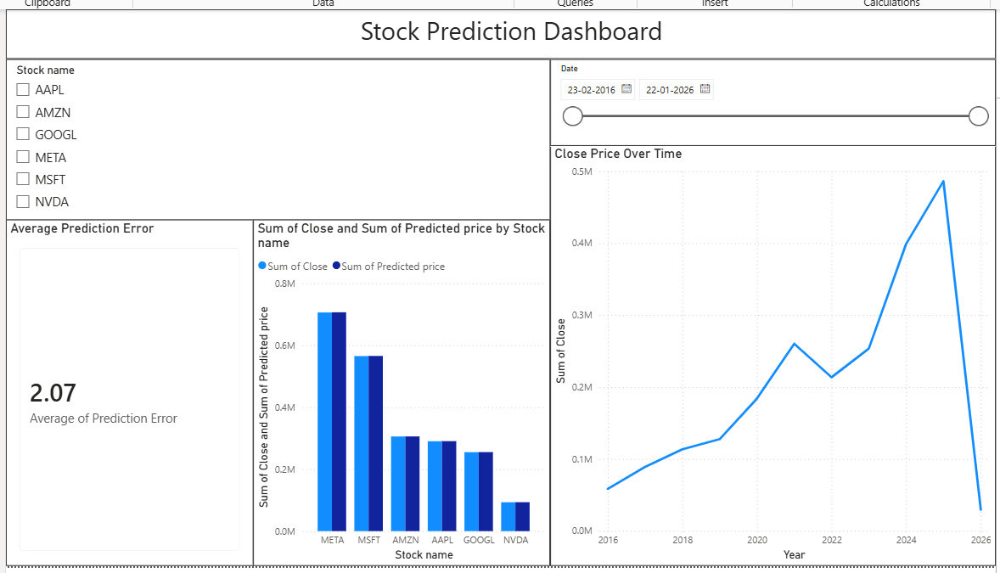 Clipboard
Data
Queries
Insert
Calculations
Stock Prediction Dashboard
Stock name
AAPL
AMZN
GOOGL
META
MSFT
NVDA
Date
23-02-2016
22-01-2026
Average Prediction Error
2.07
Average of Prediction Error
Sum of Close and Sum of Predicted price by Stock
name
Sum of Close Sum of Predicted price
Sum of Close and Sum of Predicted price
0.8M
0.6M
0.4M
0.2M
0.0M
META MSFT AMZN AAPL GOOGL NVDA
Stock name
Close Price Over Time
Sum of Close
0.5M
0.4M
0.3M
0.2M
0.1M
0.0M
2016 2018 2020 2022 2024 2026
Year